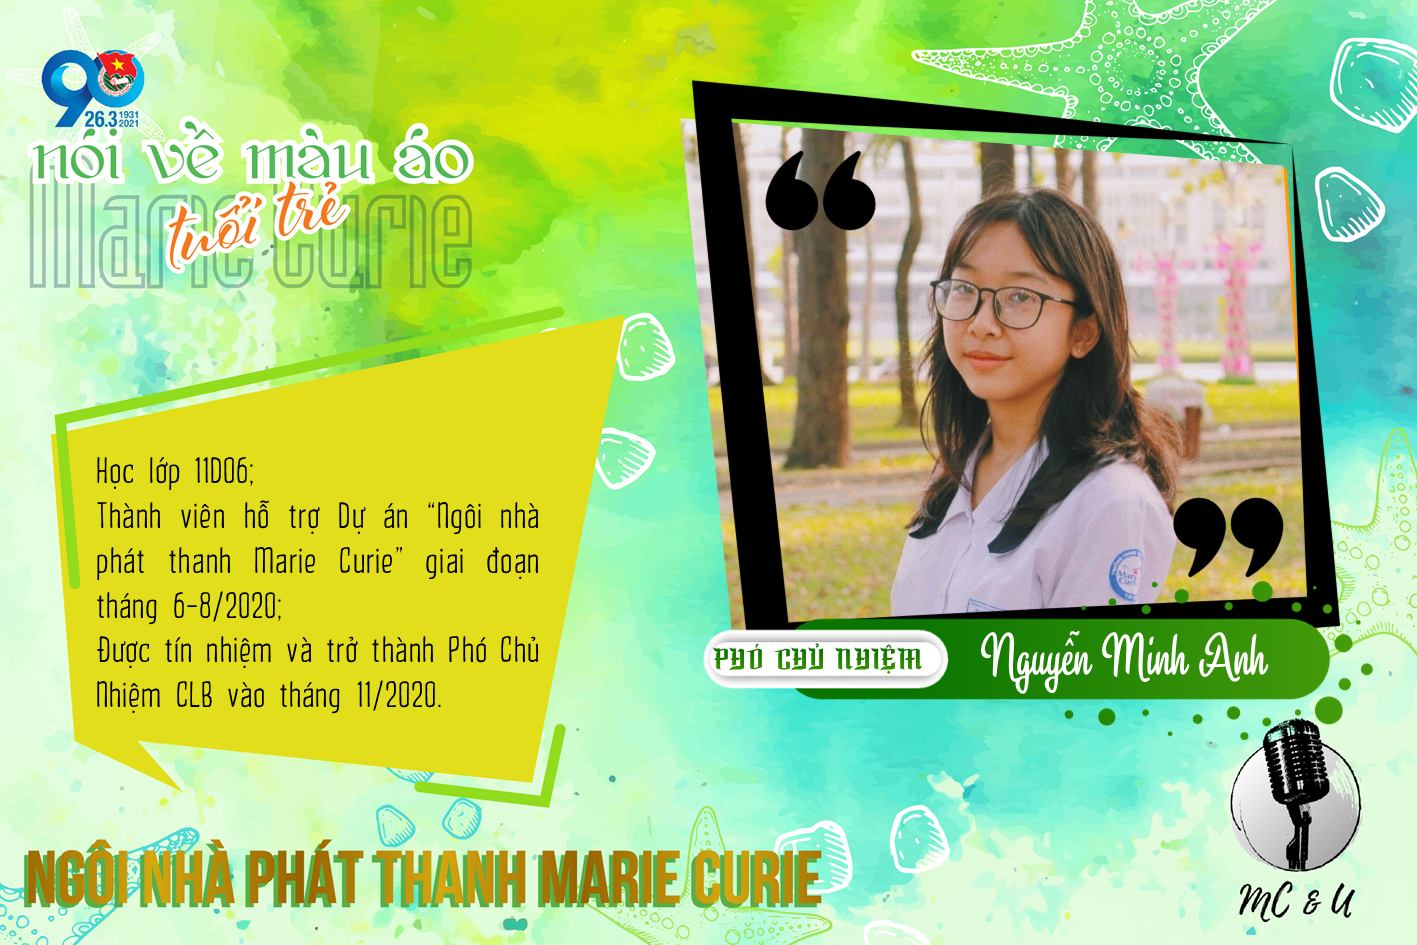 90
26.3 1931 2021
nói về màu áo
Marie Curie
tuổi trẻ
Học lớp 11D06;
Thành viên hỗ trợ Dự án “Ngôi nhà
phát thanh Marie Curie” giai đoạn
tháng 6-8/2020;
Được tín nhiệm và trở thành Phó Chủ
Nhiệm CLB vào tháng 11/2020.
PHÓ CHỦ NHIỆM
Nguyễn Minh Anh
NGÔI NHÀ PHÁT THANH MARIE CURIE
MC & U